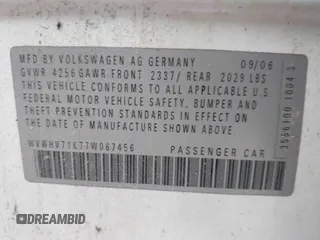 MFD BY VOLKSWAGEN AG GERMANY 09/06
GVWR 4256 GAWR FRONT 2337/ REAR 2029 LBS
THIS VEHICLE CONFORMS TO ALL APPLICABLE U.S.
FEDERAL MOTOR VEHICLE SAFETY, BUMPER AND
THEFT PREVENTION STANDARDS IN EFFECT ON
THE DATE OF MANUFACTURE SHOWN ABOVE.
WVWHV71K77W067456 PASSENGER CAR